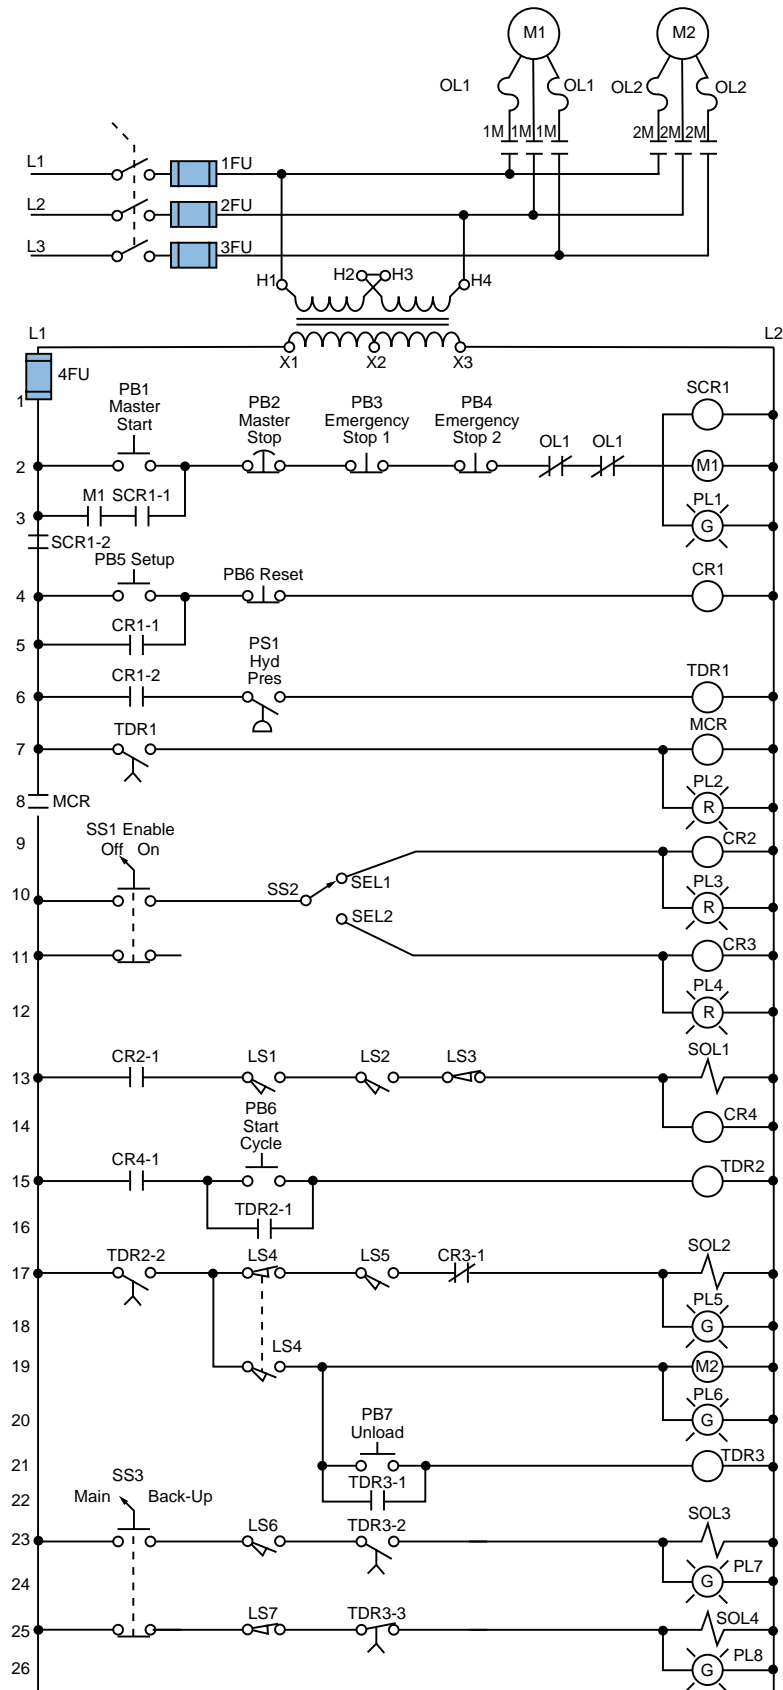 M1 M2
OL1 OL1 OL2 OL2
1M 1M 1M 2M 2M 2M
L1 1FU
L2 2FU
L3 3FU
H1 H2 H3 H4
L1 L2
X1 X2 X3
4FU
1
PB1
Master
Start
PB2
Master
Stop
PB3
Emergency
Stop 1
PB4
Emergency
Stop 2
OL1 OL1
SCR1
2 M1
M1 SCR1-1
PL1
3 G
SCR1-2
PB5 Setup
PB6 Reset
CR1
4
CR1-1
5
CR1-2
PS1
Hyd
Pres
TDR1
6
TDR1
MCR
7
PL2
8 MCR R
SS1 Enable
Off On
9 CR2
10 SS2 SEL1
PL3
R
SEL2
11 CR3
PL4
12 R
CR2-1 LS1 LS2 LS3 SOL1
13
14 CR4
PB6
Start
Cycle
CR4-1 TDR2
15
TDR2-1
16
TDR2-2 LS4 LS5 CR3-1 SOL2
17
PL5
18 G
LS4
19 M2
PL6
20 G
PB7
Unload
21 TDR3
TDR3-1
22
SS3
Main Back-Up
LS6 TDR3-2 SOL3
23
PL7
24 G
LS7 TDR3-3 SOL4
25
PL8
26 G